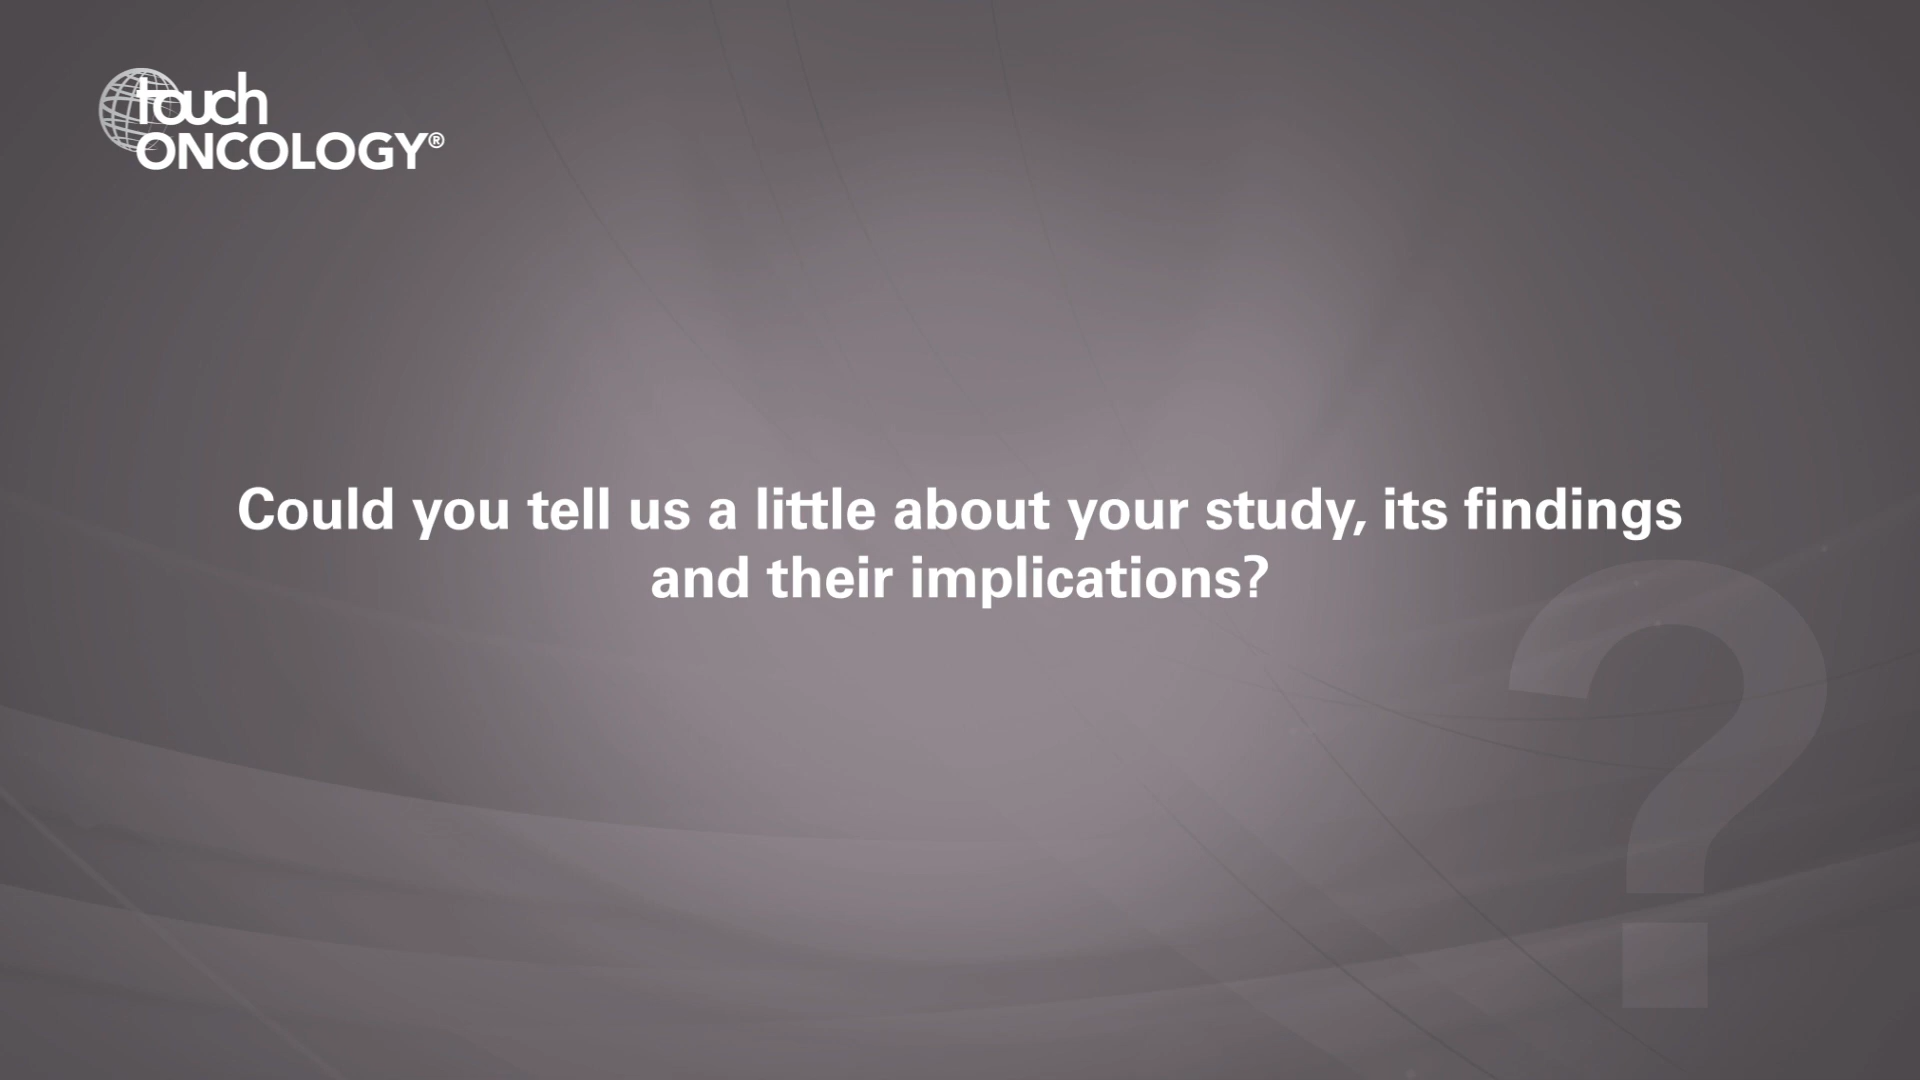 touch
ONCOLOGY®
Could you tell us a little about your study, its findings
and their implications?
?